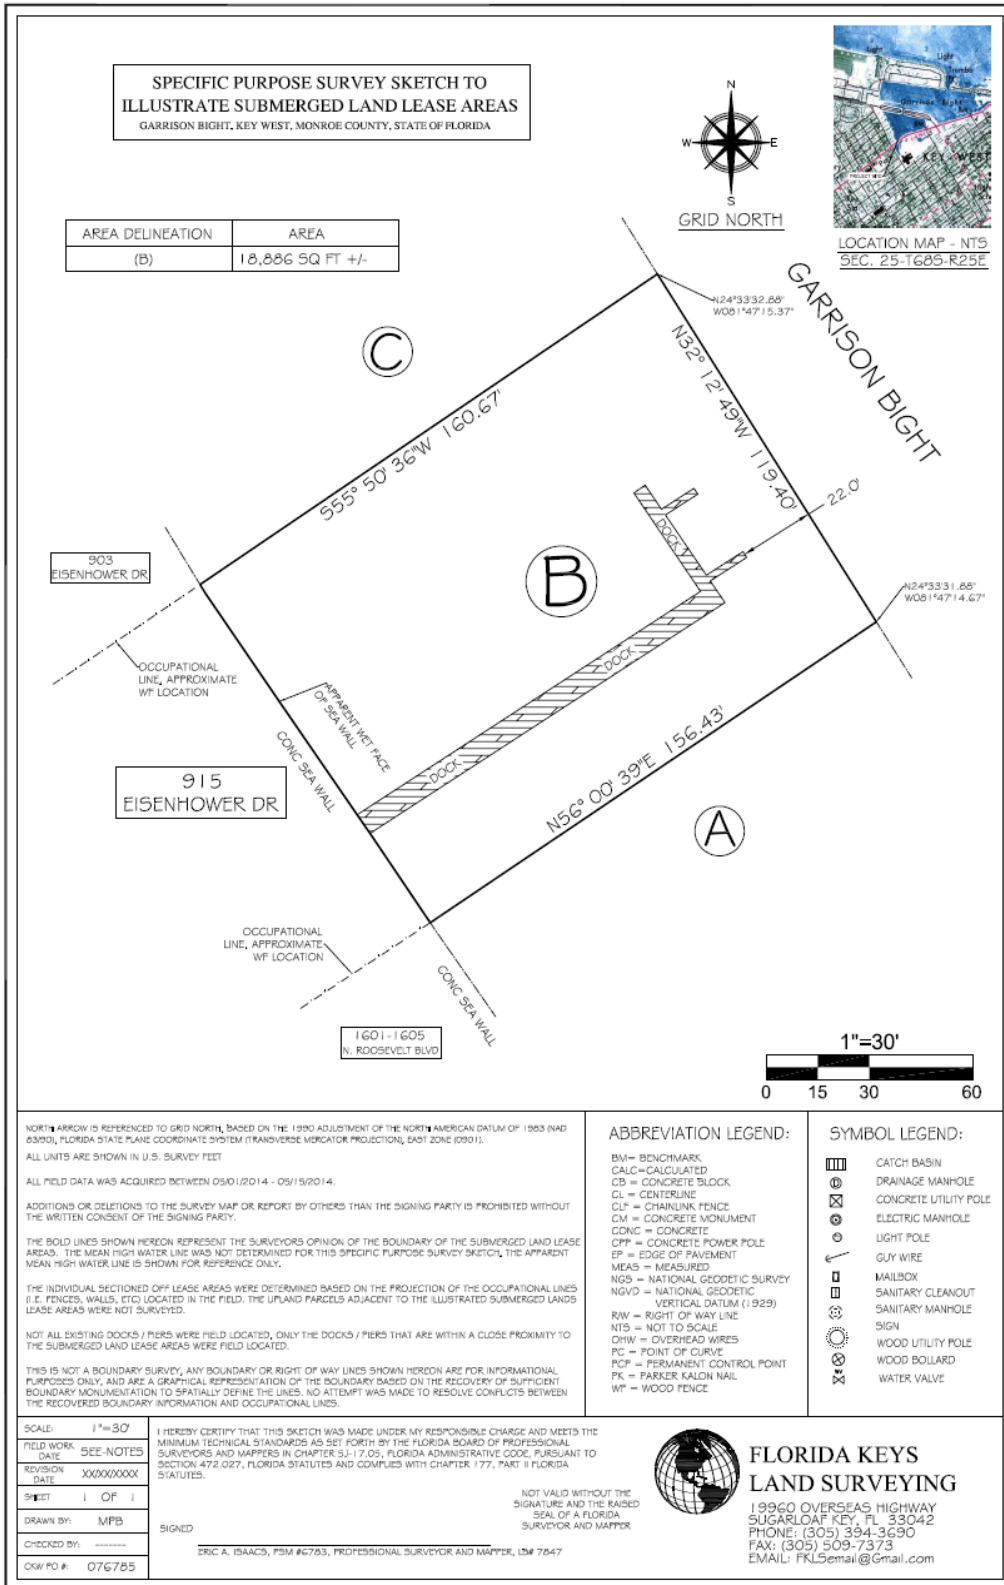 SPECIFIC PURPOSE SURVEY SKETCH TO
ILLUSTRATE SUBMERGED LAND LEASE AREAS
GARRISON BIGHT, KEY WEST, MONROE COUNTY, STATE OF FLORIDA
N
W
E
S
GRID NORTH
Light
Light
Trumbo
Garrison Bight
KEY WEST
PROJECT SITE
LOCATION MAP - NTS
SEC. 25-T68S-R25E
AREA DELINEATION
AREA
(B)
18,886 SQ FT +/-
GARRISON BIGHT
N24°33'32.88"
W081°47'15.37"
C
S55° 50' 36"W 160.67'
N32° 12' 49"W 119.40'
22.0'
903
EISENHOWER DR
DOCK
B
N24°33'31.88"
W081°47'14.67"
OCCUPATIONAL
LINE, APPROXIMATE
WF LOCATION
DOCK
APPARENT WET FACE
OF SEA WALL
CONC SEA WALL
DOCK
915
EISENHOWER DR
N56° 00' 39"E 156.43'
A
OCCUPATIONAL
LINE, APPROXIMATE
WF LOCATION
CONC SEA WALL
1601-1605
N. ROOSEVELT BLVD
1"=30'
0 15 30 60
NORTH ARROW IS REFERENCED TO GRID NORTH, BASED ON THE 1990 ADJUSTMENT OF THE NORTH AMERICAN DATUM OF 1983 (NAD
83/90), FLORIDA STATE PLANE COORDINATE SYSTEM (TRANSVERSE MERCATOR PROJECTION), EAST ZONE (0901).
ALL UNITS ARE SHOWN IN U.S. SURVEY FEET
ALL FIELD DATA WAS ACQUIRED BETWEEN 05/01/2014 - 05/15/2014.
ADDITIONS OR DELETIONS TO THE SURVEY MAP OR REPORT BY OTHERS THAN THE SIGNING PARTY IS PROHIBITED WITHOUT
THE WRITTEN CONSENT OF THE SIGNING PARTY.
THE BOLD LINES SHOWN HEREON REPRESENT THE SURVEYORS OPINION OF THE BOUNDARY OF THE SUBMERGED LAND LEASE
AREAS. THE MEAN HIGH WATER LINE WAS NOT DETERMINED FOR THIS SPECIFIC PURPOSE SURVEY SKETCH, THE APPARENT
MEAN HIGH WATER LINE IS SHOWN FOR REFERENCE ONLY.
THE INDIVIDUAL SECTIONED OFF LEASE AREAS WERE DETERMINED BASED ON THE PROJECTION OF THE OCCUPATIONAL LINES
(I.E. FENCES, WALLS, ETC) LOCATED IN THE FIELD. THE UPLAND PARCELS ADJACENT TO THE ILLUSTRATED SUBMERGED LANDS
LEASE AREAS WERE NOT SURVEYED.
NOT ALL EXISTING DOCKS / PIERS WERE FIELD LOCATED, ONLY THE DOCKS / PIERS THAT ARE WITHIN A CLOSE PROXIMITY TO
THE SUBMERGED LAND LEASE AREAS WERE FIELD LOCATED.
THIS IS NOT A BOUNDARY SURVEY, ANY BOUNDARY OR RIGHT OF WAY LINES SHOWN HEREON ARE FOR INFORMATIONAL
PURPOSES ONLY, AND ARE A GRAPHICAL REPRESENTATION OF THE BOUNDARY BASED ON THE RECOVERY OF SUFFICIENT
BOUNDARY MONUMENTATION TO SPATIALLY DEFINE THE LINES. NO ATTEMPT WAS MADE TO RESOLVE CONFLICTS BETWEEN
THE RECOVERED BOUNDARY INFORMATION AND OCCUPATIONAL LINES.
ABBREVIATION LEGEND:
BM= BENCHMARK
CALC=CALCULATED
CB = CONCRETE BLOCK
CL = CENTERLINE
CLF = CHAINLINK FENCE
CM = CONCRETE MONUMENT
CONC = CONCRETE
CPP = CONCRETE POWER POLE
EP = EDGE OF PAVEMENT
MEAS = MEASURED
NGS = NATIONAL GEODETIC SURVEY
NGVD = NATIONAL GEODETIC
VERTICAL DATUM (1929)
R/W = RIGHT OF WAY LINE
NTS = NOT TO SCALE
OHW = OVERHEAD WIRES
PC = POINT OF CURVE
PCP = PERMANENT CONTROL POINT
PK = PARKER KALON NAIL
WF = WOOD FENCE
SYMBOL LEGEND:
CATCH BASIN
DRAINAGE MANHOLE
CONCRETE UTILITY POLE
ELECTRIC MANHOLE
LIGHT POLE
GUY WIRE
MAILBOX
SANITARY CLEANOUT
SANITARY MANHOLE
SIGN
WOOD UTILITY POLE
WOOD BOLLARD
WATER VALVE
SCALE: 1"=30'
FIELD WORK DATE SEE-NOTES
REVISION DATE XX/XX/XXXX
SHEET 1 OF 1
DRAWN BY: MPB
CHECKED BY: -------
CKW PO #: 076785
I HEREBY CERTIFY THAT THIS SKETCH WAS MADE UNDER MY RESPONSIBLE CHARGE AND MEETS THE
MINIMUM TECHNICAL STANDARDS AS SET FORTH BY THE FLORIDA BOARD OF PROFESSIONAL
SURVEYORS AND MAPPERS IN CHAPTER 5J-17.05, FLORIDA ADMINISTRATIVE CODE, PURSUANT TO
SECTION 472.027, FLORIDA STATUTES AND COMPLIES WITH CHAPTER 177, PART II FLORIDA
STATUTES.
NOT VALID WITHOUT THE
SIGNATURE AND THE RAISED
SEAL OF A FLORIDA
SURVEYOR AND MAPPER
SIGNED
ERIC A. ISAACS, PSM #6783, PROFESSIONAL SURVEYOR AND MAPPER, LB# 7847
FLORIDA KEYS
LAND SURVEYING
19960 OVERSEAS HIGHWAY
SUGARLOAF KEY, FL 33042
PHONE: (305) 394-3690
FAX: (305) 509-7373
EMAIL: FKLSemail@Gmail.com